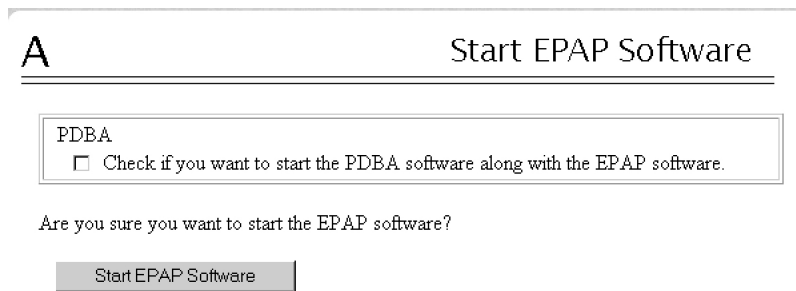 A
Start EPAP Software
PDBA
Check if you want to start the PDBA software along with the EPAP software.
Are you sure you want to start the EPAP software?
Start EPAP Software